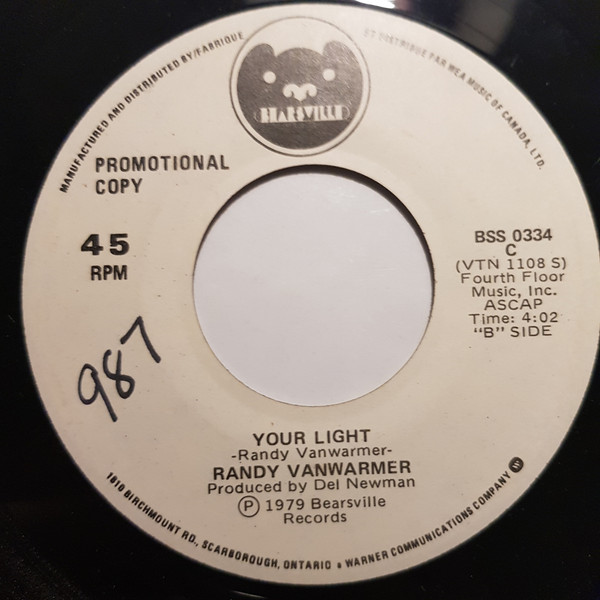 MANUFACTURED AND DISTRIBUTED BY/FABRIQUÉ
ET DISTRIBUÉ PAR WEA MUSIC OF CANADA, LTD.
BEARSVILLE
PROMOTIONAL
COPY
45
RPM
987
BSS 0334
C
(VTN 1108 S)
Fourth Floor
Music, Inc.
ASCAP
Time: 4:02
"B" SIDE
YOUR LIGHT
-Randy Vanwarmer-
RANDY VANWARMER
Produced by Del Newman
Ⓟ 1979 Bearsville
Records
1810 BIRCHMOUNT RD., SCARBOROUGH, ONTARIO • WARNER COMMUNICATIONS COMPANY